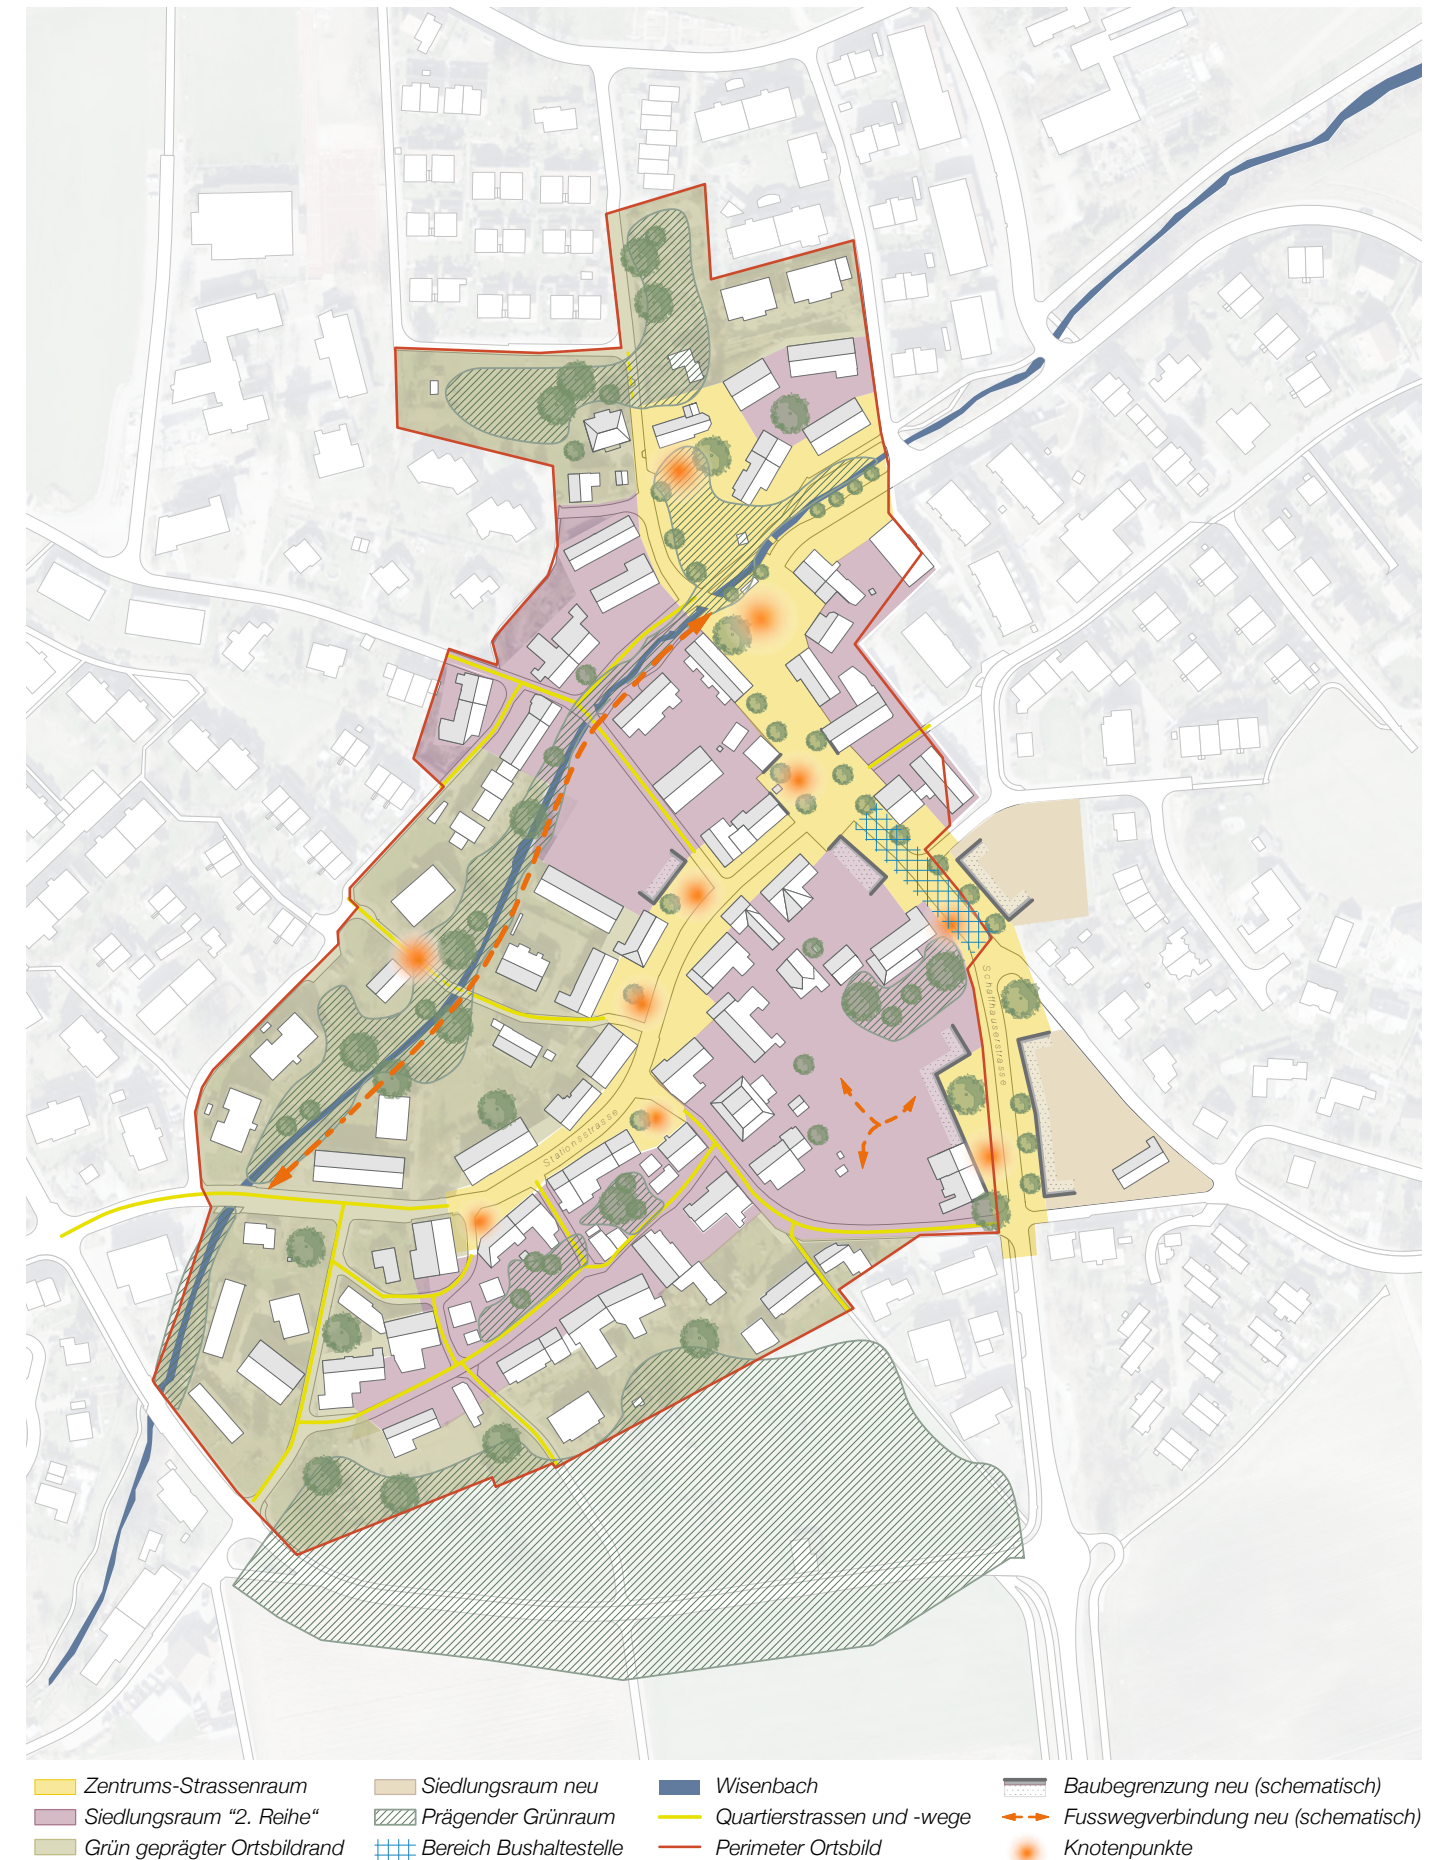 Schaffhauserstrasse
Stationsstrasse
Zentrums-Strassenraum
Siedlungsraum “2. Reihe“
Grün geprägter Ortsbildrand
Siedlungsraum neu
Prägender Grünraum
Bereich Bushaltestelle
Wisenbach
Quartierstrassen und -wege
Perimeter Ortsbild
Baubegrenzung neu (schematisch)
Fusswegverbindung neu (schematisch)
Knotenpunkte